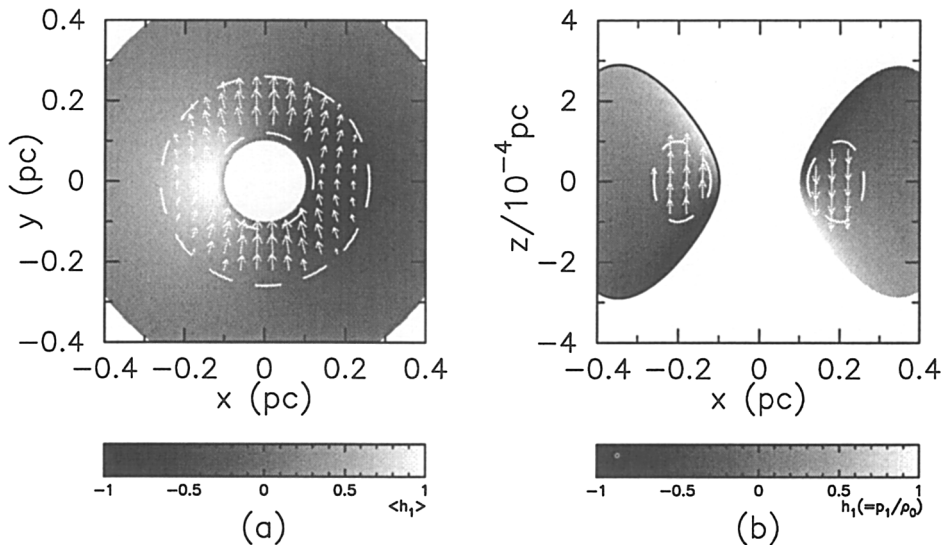 0.4
0.2
0.0
−0.2
−0.4
y (pc)
−0.4 −0.2 0.0 0.2 0.4
x (pc)
−1 −0.5 0 0.5 1
<h₁>
(a)
4
2
0
−2
−4
z/10⁻⁴pc
−0.4 −0.2 0 0.2 0.4
x (pc)
−1 −0.5 0 0.5 1
h₁(=p₁/ρ₀)
(b)